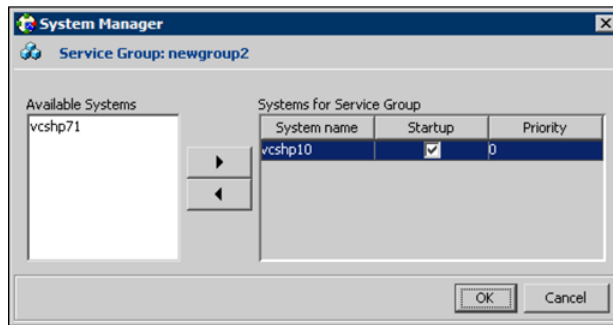 System Manager
Service Group: newgroup2
Available Systems
vcshp71
Systems for Service Group
System name Startup Priority
vcshp10 0
OK Cancel